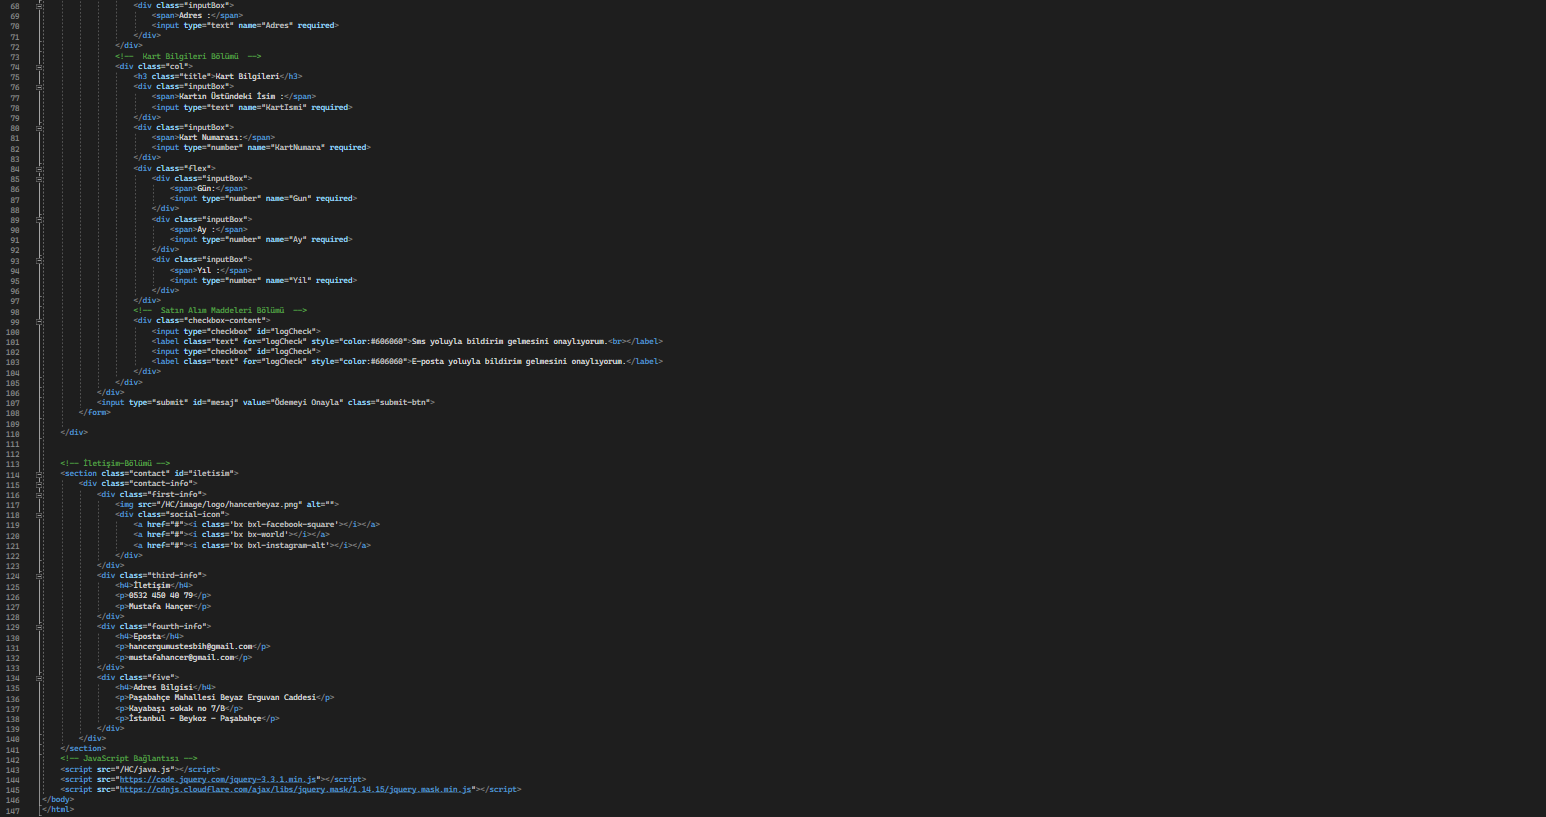 68 <div class="inputBox">
69 <span>Adres :</span>
70 <input type="text" name="Adres" required>
71 </div>
72 </div>
73 <!--  Kart Bilgileri Bölümü  -->
74 <div class="col">
75 <h3 class="title">Kart Bilgileri</h3>
76 <div class="inputBox">
77 <span>Kartın Üstündeki İsim :</span>
78 <input type="text" name="KartIsmi" required>
79 </div>
80 <div class="inputBox">
81 <span>Kart Numarası:</span>
82 <input type="number" name="KartNumara" required>
83 </div>
84 <div class="flex">
85 <div class="inputBox">
86 <span>Gün:</span>
87 <input type="number" name="Gun" required>
88 </div>
89 <div class="inputBox">
90 <span>Ay :</span>
91 <input type="number" name="Ay" required>
92 </div>
93 <div class="inputBox">
94 <span>Yıl :</span>
95 <input type="number" name="Yil" required>
96 </div>
97 </div>
98 <!--  Satın Alım Maddeleri Bölümü  -->
99 <div class="checkbox-content">
100 <input type="checkbox" id="logCheck">
101 <label class="text" for="logCheck" style="color:#606060">Sms yoluyla bildirim gelmesini onaylıyorum.<br></label>
102 <input type="checkbox" id="logCheck">
103 <label class="text" for="logCheck" style="color:#606060">E-posta yoluyla bildirim gelmesini onaylıyorum.</label>
104 </div>
105 </div>
106 </div>
107 <input type="submit" id="mesaj" value="Ödemeyi Onayla" class="submit-btn">
108 </form>
109
110 </div>
111
112
113 <!-- İletişim-Bölümü -->
114 <section class="contact" id="iletisim">
115 <div class="contact-info">
116 <div class="first-info">
117 <img src="/HC/image/logo/hancerbeyaz.png" alt="">
118 <div class="social-icon">
119 <a href="#"><i class='bx bxl-facebook-square'></i></a>
120 <a href="#"><i class='bx bx-world'></i></a>
121 <a href="#"><i class='bx bxl-instagram-alt'></i></a>
122 </div>
123 </div>
124 <div class="third-info">
125 <h4>İletişim</h4>
126 <p>0532 450 40 79</p>
127 <p>Mustafa Hançer</p>
128 </div>
129 <div class="fourth-info">
130 <h4>Eposta</h4>
131 <p>hancergumustesbih@gmail.com</p>
132 <p>mustafahancer@gmail.com</p>
133 </div>
134 <div class="five">
135 <h4>Adres Bilgisi</h4>
136 <p>Paşabahçe Mahallesi Beyaz Erguvan Caddesi</p>
137 <p>Kayabaşı sokak no 7/B</p>
138 <p>İstanbul - Beykoz - Paşabahçe</p>
139 </div>
140 </div>
141 </section>
142 <!-- JavaScript Bağlantısı -->
143 <script src="/HC/java.js"></script>
144 <script src="https://code.jquery.com/jquery-3.3.1.min.js"></script>
145 <script src="https://cdnjs.cloudflare.com/ajax/libs/jquery.mask/1.14.15/jquery.mask.min.js"></script>
146 </body>
147 </html>